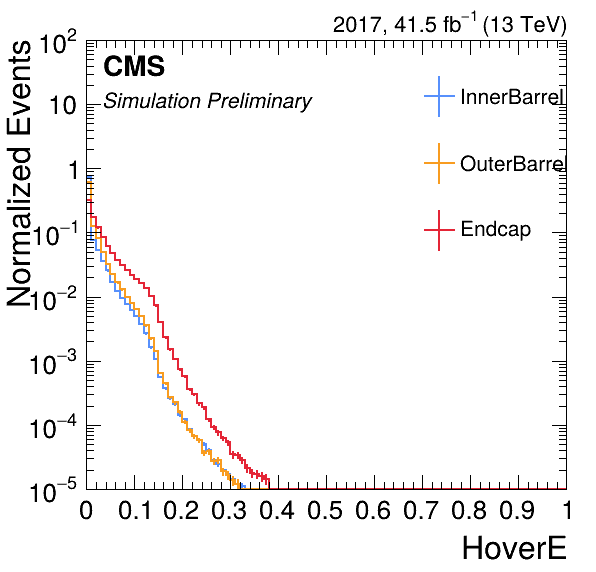 2017, 41.5 fb⁻¹ (13 TeV)
CMS
Simulation Preliminary
Normalized Events
10²
10
1
10⁻¹
10⁻²
10⁻³
10⁻⁴
10⁻⁵
InnerBarrel
OuterBarrel
Endcap
0 0.1 0.2 0.3 0.4 0.5 0.6 0.7 0.8 0.9 1
HoverE